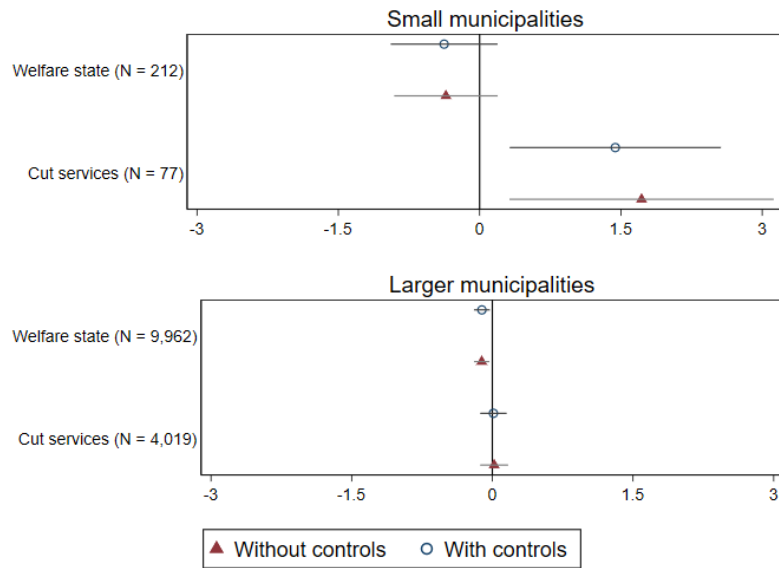 Small municipalities
Welfare state (N = 212)
Cut services (N = 77)
-3 -1.5 0 1.5 3
Larger municipalities
Welfare state (N = 9,962)
Cut services (N = 4,019)
-3 -1.5 0 1.5 3
Without controls With controls